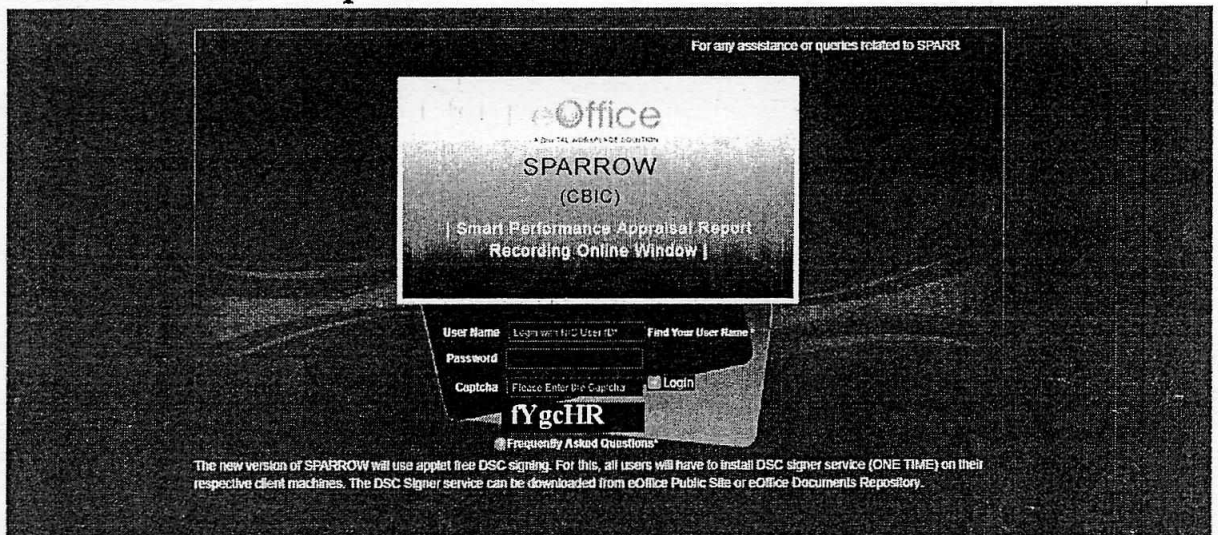 For any assistance or queries related to SPARR
eOffice
A DIGITAL WORKPLACE SOLUTION
SPARROW
(CBIC)
| Smart Performance Appraisal Report
Recording Online Window |
User Name Login with NIC User ID* Find Your User Name *
Password
Captcha Please Enter the Captcha Login
fYgcHR
Frequently Asked Questions*
The new version of SPARROW will use applet free DSC signing. For this, all users will have to install DSC signer service (ONE TIME) on their
respective client machines. The DSC Signer service can be downloaded from eOffice Public Site or eOffice Documents Repository.